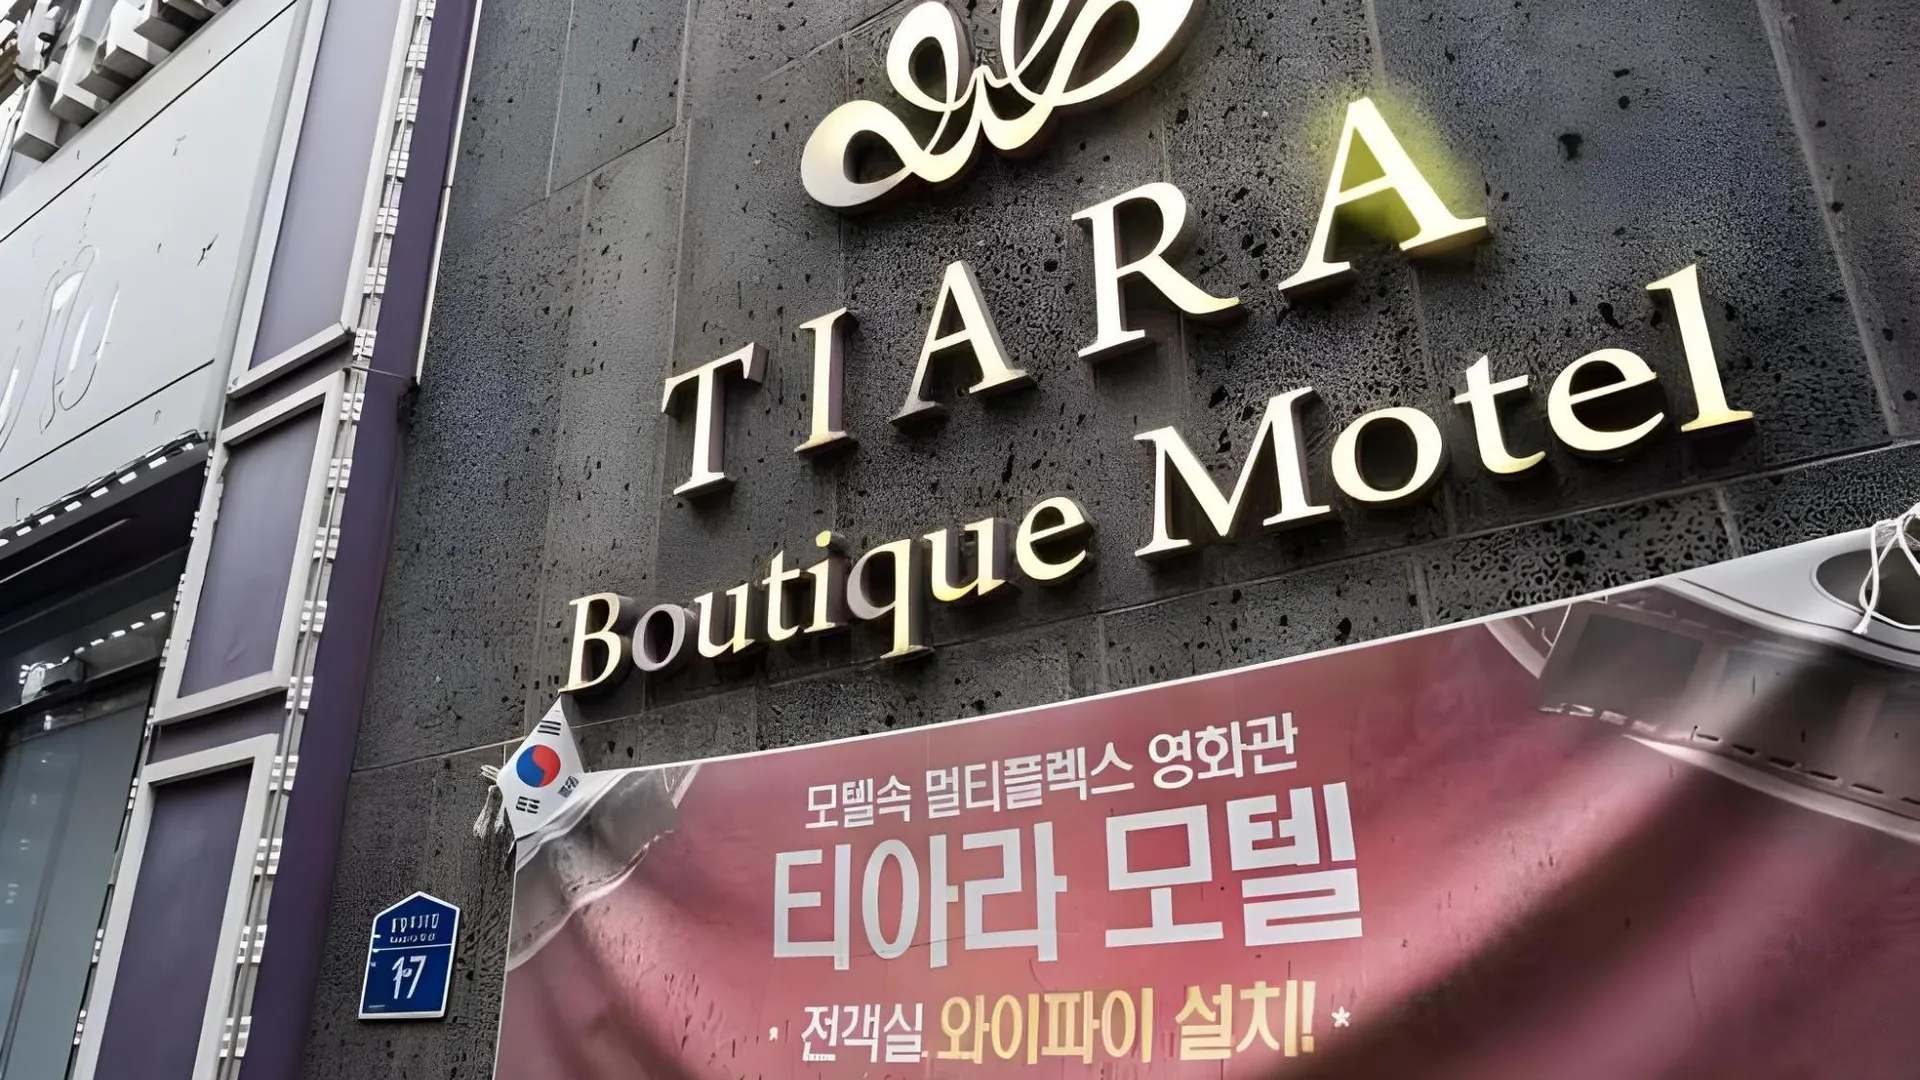 TIARA
Boutique Motel
모텔속 멀티플렉스 영화관
티아라 모텔
전객실 와이파이 설치!
17